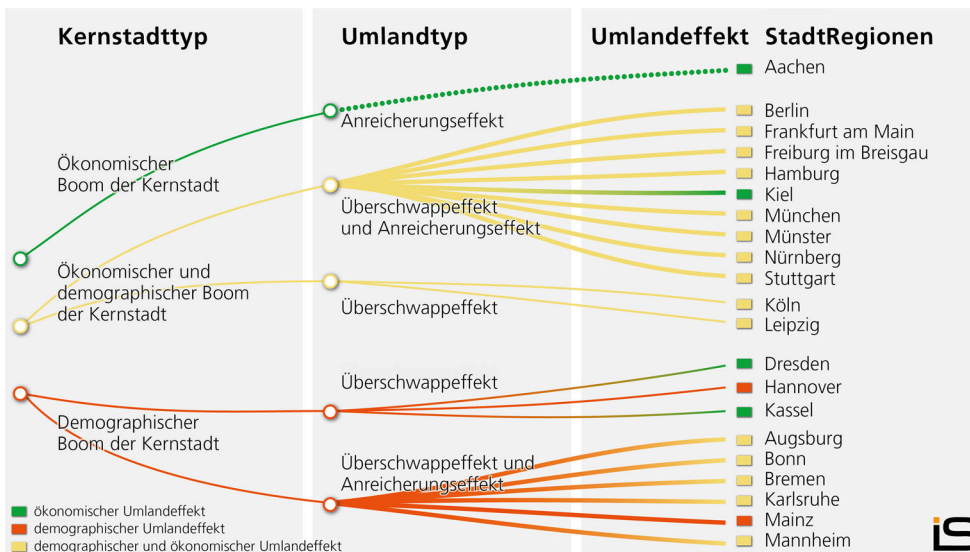 Kernstadttyp
Umlandtyp
Umlandeffekt
StadtRegionen
Ökonomischer
Boom der Kernstadt
Ökonomischer und
demographischer Boom
der Kernstadt
Demographischer
Boom der Kernstadt
Anreicherungseffekt
Überschwappeffekt
und Anreicherungseffekt
Überschwappeffekt
Überschwappeffekt
Überschwappeffekt und
Anreicherungseffekt
Aachen
Berlin
Frankfurt am Main
Freiburg im Breisgau
Hamburg
Kiel
München
Münster
Nürnberg
Stuttgart
Köln
Leipzig
Dresden
Hannover
Kassel
Augsburg
Bonn
Bremen
Karlsruhe
Mainz
Mannheim
ökonomischer Umlandeffekt
demographischer Umlandeffekt
demographischer und ökonomischer Umlandeffekt